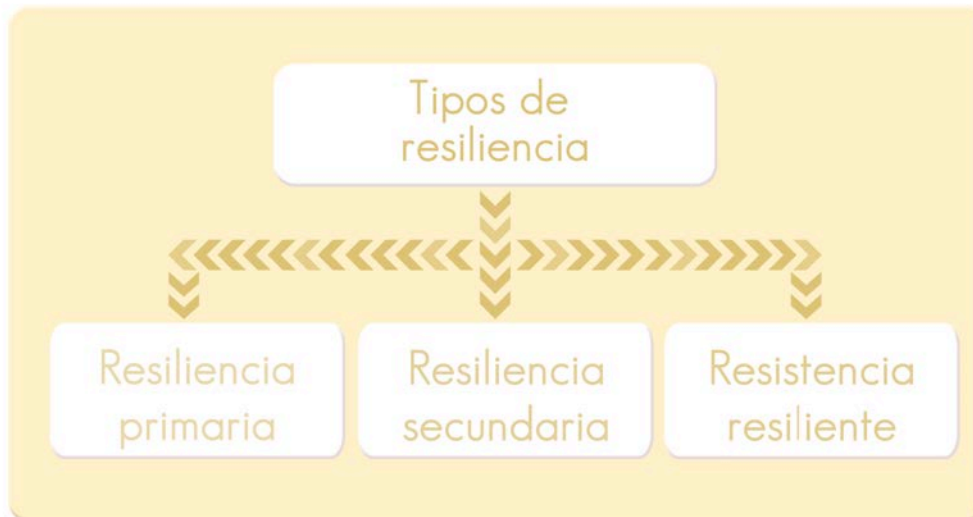 Tipos de
resiliencia
Resiliencia
primaria
Resiliencia
secundaria
Resistencia
resiliente